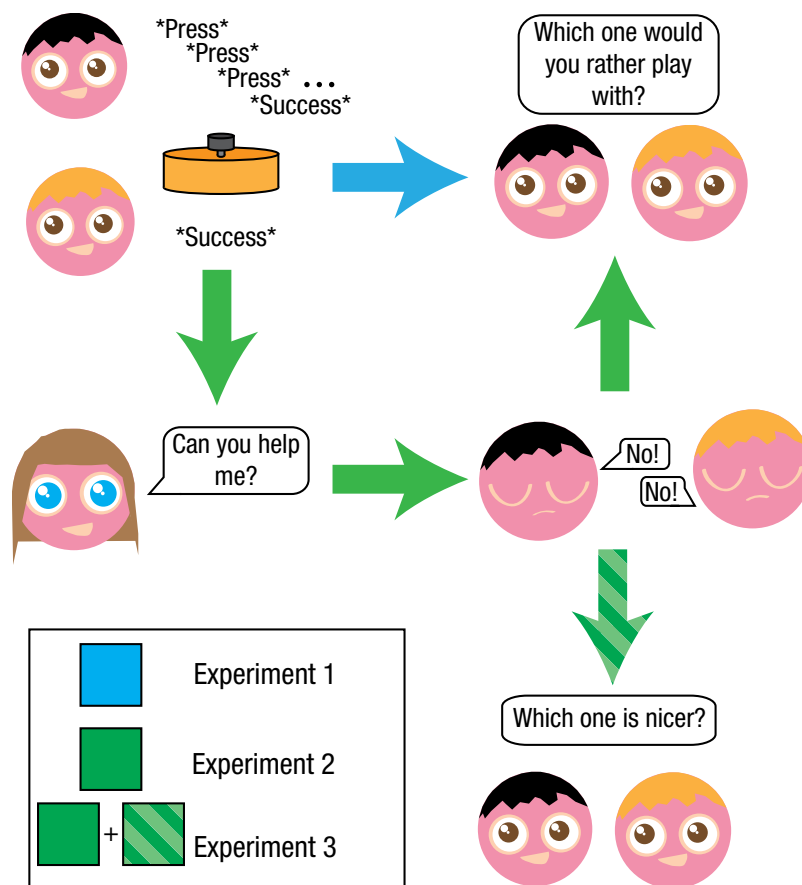 *Press*
*Press*
*Press* ...
*Success*
*Success*
Which one would
you rather play
with?
Can you help
me?
No!
No!
Which one is nicer?
Experiment 1
Experiment 2
+
Experiment 3